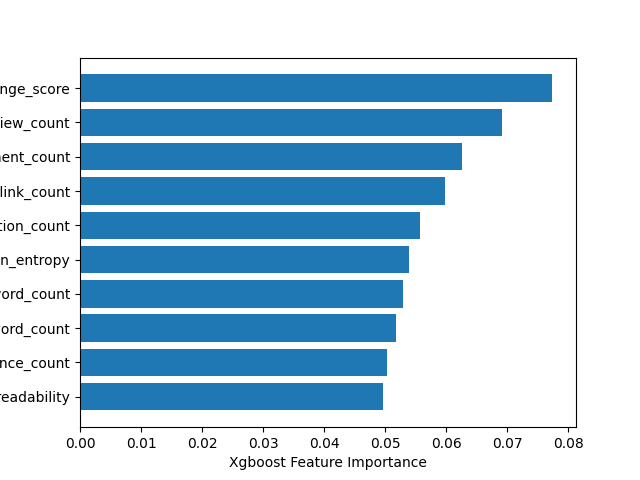 nge_score
iew_count
ent_count
link_count
tion_count
n_entropy
ord_count
ord_count
nce_count
readability
0.00 0.01 0.02 0.03 0.04 0.05 0.06 0.07 0.08
Xgboost Feature Importance